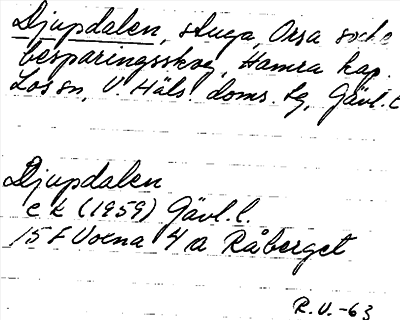 Djupdalen, stuga, Orsa socke
besparingsskog, Hamra kap.
Los sn, V. Häls. doms. lg, Gävl. l
Djupdalen
e k (1959) Gävl. l.
15 F Voxna 4 a Råberget
R.V.-63